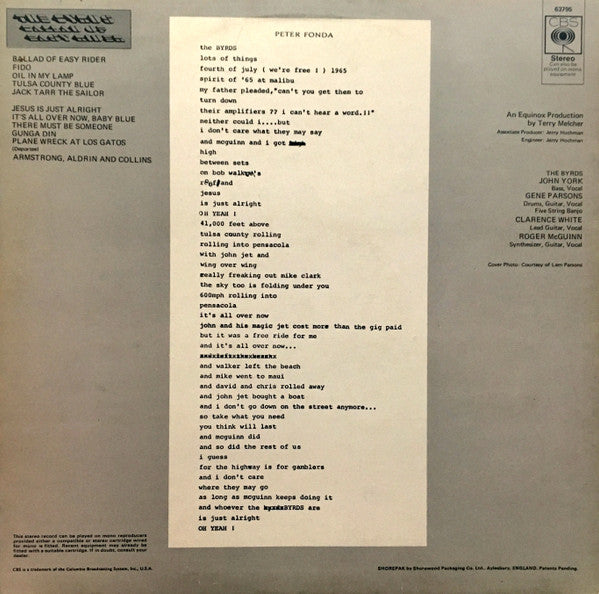 THE BYRDS'
BALLAD OF
EASY RIDER
BALLAD OF EASY RIDER
FIDO
OIL IN MY LAMP
TULSA COUNTY BLUE
JACK TARR THE SAILOR
JESUS IS JUST ALRIGHT
IT'S ALL OVER NOW, BABY BLUE
THERE MUST BE SOMEONE
GUNGA DIN
PLANE WRECK AT LOS GATOS
(Deportee)
ARMSTRONG, ALDRIN AND COLLINS
PETER FONDA
the BYRDS
lots of things
fourth of july ( we're free ! ) 1965
spirit of '65 at malibu
my father pleaded,"can't you get them to
turn down
their amplifiers ?? i can't hear a word.!!"
neither could i....but
i don't care what they may say
and mcguinn and i got
high
between sets
on bob walker's
roof/and
jesus
is just alright
OH YEAH !
41,000 feet above
tulsa county rolling
rolling into pensacola
with john jet and
wing over wing
really freaking out mike clark
the sky too is folding under you
600mph rolling into
pensacola
it's all over now
john and his magic jet cost more than the gig paid
but it was a free ride for me
and it's all over now...
and walker left the beach
and mike went to maui
and david and chris rolled away
and john jet bought a boat
and i don't go down on the street anymore...
so take what you need
you think will last
and mcguinn did
and so did the rest of us
i guess
for the highway is for gamblers
and i don't care
where they may go
as long as mcguinn keeps doing it
and whoever the BYRDS are
is just alright
OH YEAH !
63795
CBS
Stereo
Can also be
played on mono
equipment
An Equinox Production
by Terry Melcher
Associate Producer: Jerry Hochman
Engineer: Jerry Hochman
THE BYRDS
JOHN YORK
Bass, Vocal
GENE PARSONS
Drums, Guitar, Vocal
Five String Banjo
CLARENCE WHITE
Lead Guitar, Vocal
ROGER McGUINN
Synthesizer, Guitar, Vocal
Cover Photo: Courtesy of Lem Parsons
This stereo record can be played on mono reproducers
provided either a compatible or stereo cartridge wired
for mono is fitted. Recent equipment may already be
fitted with a suitable cartridge. If in doubt, consult your
dealer.
CBS is a trademark of the Columbia Broadcasting System, Inc., U.S.A.
SHOREPAK by Shorewood Packaging Co. Ltd., Aylesbury, ENGLAND. Patents Pending.